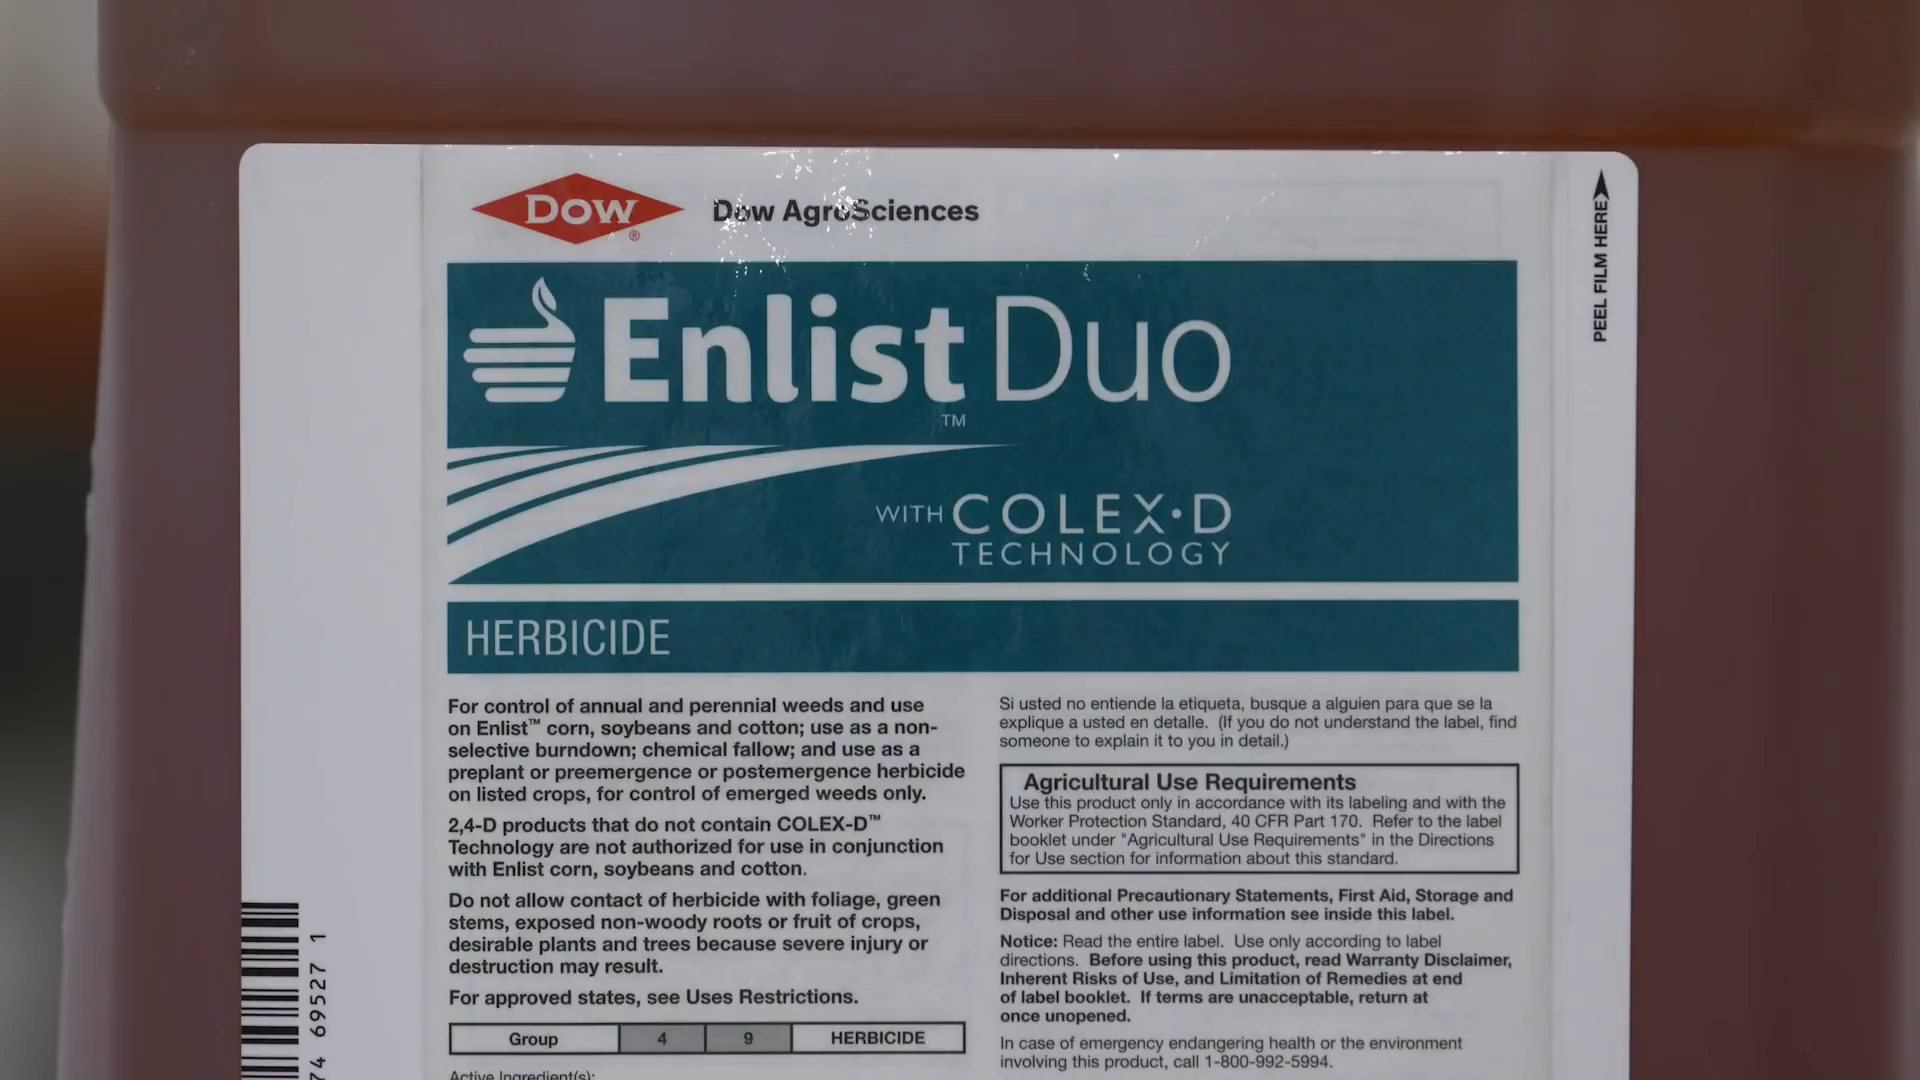 DOW
®
Dow AgroSciences
PEEL FILM HERE
Enlist Duo
TM
WITH COLEX·D
TECHNOLOGY
HERBICIDE
For control of annual and perennial weeds and use
on Enlist™ corn, soybeans and cotton; use as a non-
selective burndown; chemical fallow; and use as a
preplant or preemergence or postemergence herbicide
on listed crops, for control of emerged weeds only.
2,4-D products that do not contain COLEX-D™
Technology are not authorized for use in conjunction
with Enlist corn, soybeans and cotton.
Do not allow contact of herbicide with foliage, green
stems, exposed non-woody roots or fruit of crops,
desirable plants and trees because severe injury or
destruction may result.
For approved states, see Uses Restrictions.
Group 4 9 HERBICIDE
Active Ingredient(s):
Si usted no entiende la etiqueta, busque a alguien para que se la
explique a usted en detalle. (If you do not understand the label, find
someone to explain it to you in detail.)
Agricultural Use Requirements
Use this product only in accordance with its labeling and with the
Worker Protection Standard, 40 CFR Part 170. Refer to the label
booklet under "Agricultural Use Requirements" in the Directions
for Use section for information about this standard.
For additional Precautionary Statements, First Aid, Storage and
Disposal and other use information see inside this label.
Notice: Read the entire label. Use only according to label
directions. Before using this product, read Warranty Disclaimer,
Inherent Risks of Use, and Limitation of Remedies at end
of label booklet. If terms are unacceptable, return at
once unopened.
In case of emergency endangering health or the environment
involving this product, call 1-800-992-5994.
74 69527 1